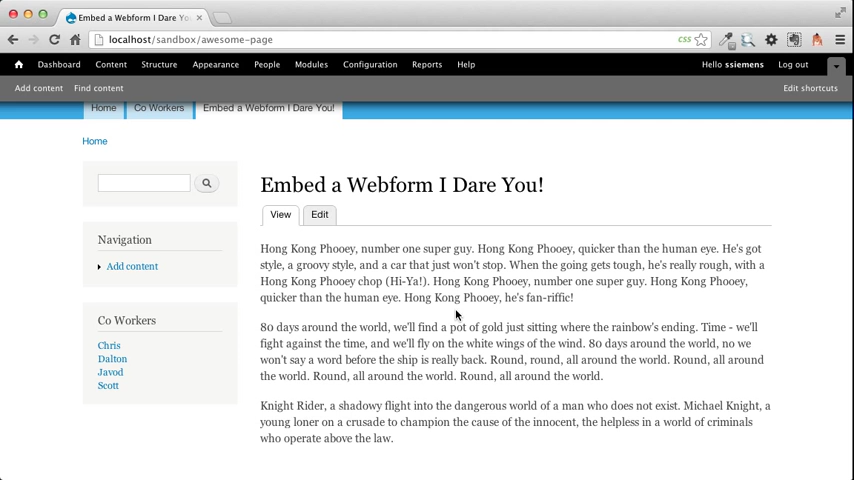 Embed a Webform I Dare You
localhost/sandbox/awesome-page
css
Dashboard Content Structure Appearance People Modules Configuration Reports Help Hello ssiemens Log out
Add content Find content Edit shortcuts
Home Co Workers Embed a Webform I Dare You!
Home
Embed a Webform I Dare You!
View Edit
Navigation
Add content
Co Workers
Chris
Dalton
Javod
Scott
Hong Kong Phooey, number one super guy. Hong Kong Phooey, quicker than the human eye. He's got
style, a groovy style, and a car that just won't stop. When the going gets tough, he's really rough, with a
Hong Kong Phooey chop (Hi-Ya!). Hong Kong Phooey, number one super guy. Hong Kong Phooey,
quicker than the human eye. Hong Kong Phooey, he's fan-riffic!
80 days around the world, we'll find a pot of gold just sitting where the rainbow's ending. Time - we'll
fight against the time, and we'll fly on the white wings of the wind. 80 days around the world, no we
won't say a word before the ship is really back. Round, round, all around the world. Round, all around
the world. Round, all around the world. Round, all around the world.
Knight Rider, a shadowy flight into the dangerous world of a man who does not exist. Michael Knight, a
young loner on a crusade to champion the cause of the innocent, the helpless in a world of criminals
who operate above the law.